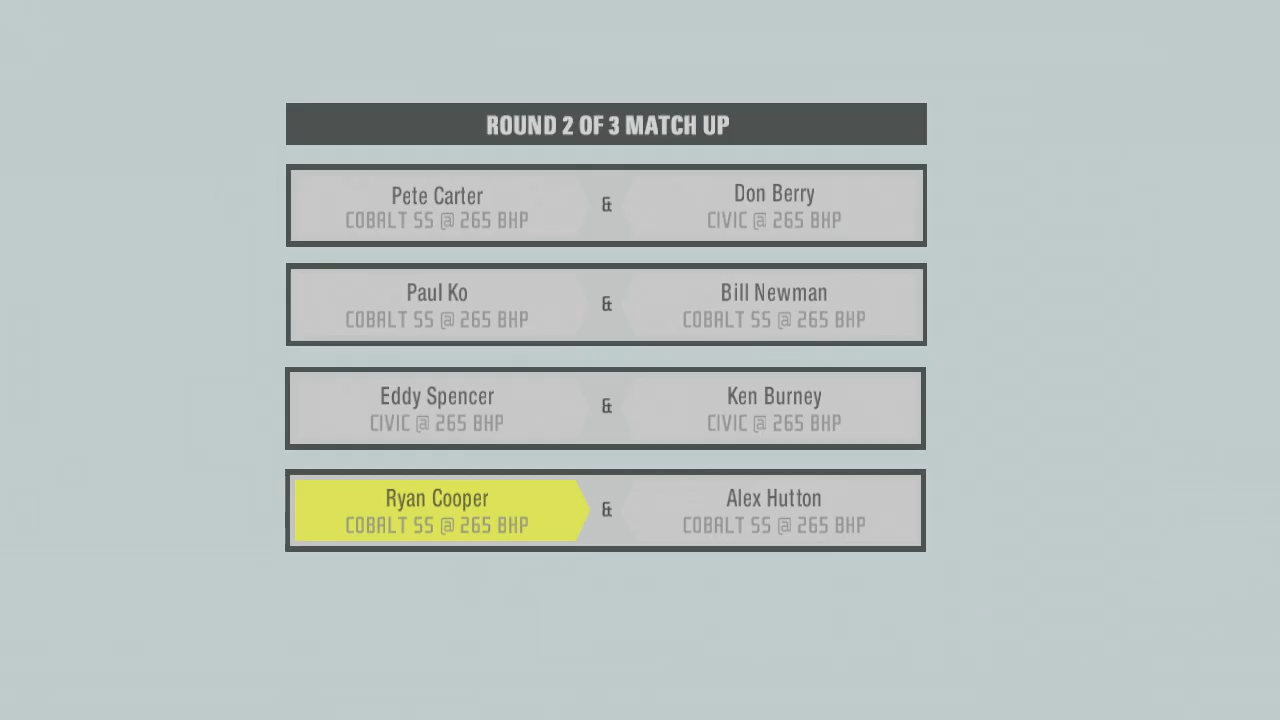 ROUND 2 OF 3 MATCH UP
Pete Carter & Don Berry
COBALT SS @ 265 BHP CIVIC @ 265 BHP
Paul Ko & Bill Newman
COBALT SS @ 265 BHP COBALT SS @ 265 BHP
Eddy Spencer & Ken Burney
CIVIC @ 265 BHP CIVIC @ 265 BHP
Ryan Cooper & Alex Hutton
COBALT SS @ 265 BHP COBALT SS @ 265 BHP